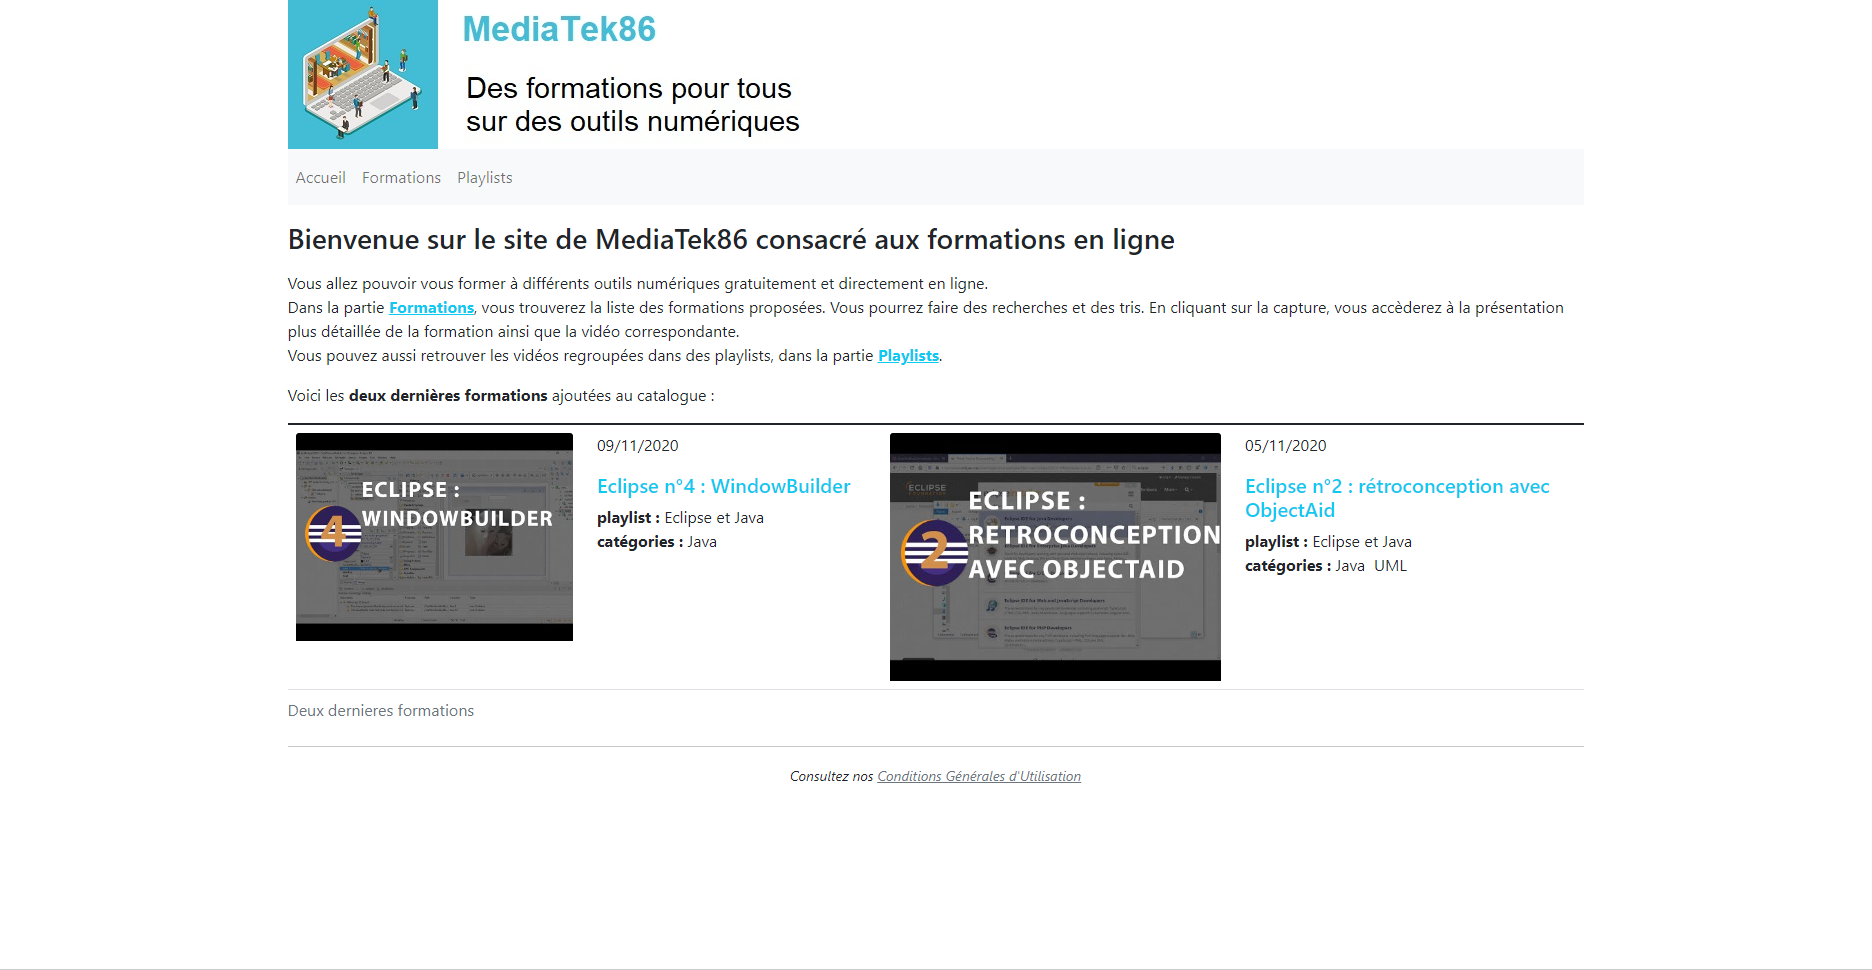 MediaTek86
Des formations pour tous
sur des outils numériques
Accueil Formations Playlists
Bienvenue sur le site de MediaTek86 consacré aux formations en ligne
Vous allez pouvoir vous former à différents outils numériques gratuitement et directement en ligne.
Dans la partie Formations, vous trouverez la liste des formations proposées. Vous pourrez faire des recherches et des tris. En cliquant sur la capture, vous accèderez à la présentation
plus détaillée de la formation ainsi que la vidéo correspondante.
Vous pouvez aussi retrouver les vidéos regroupées dans des playlists, dans la partie Playlists.
Voici les deux dernières formations ajoutées au catalogue :
ECLIPSE :
4 WINDOWBUILDER
09/11/2020
Eclipse n°4 : WindowBuilder
playlist : Eclipse et Java
catégories : Java
ECLIPSE
ECLIPSE :
2 RETROCONCEPTION
AVEC OBJECTAID
05/11/2020
Eclipse n°2 : rétroconception avec
ObjectAid
playlist : Eclipse et Java
catégories : Java UML
Deux dernieres formations
Consultez nos Conditions Générales d'Utilisation